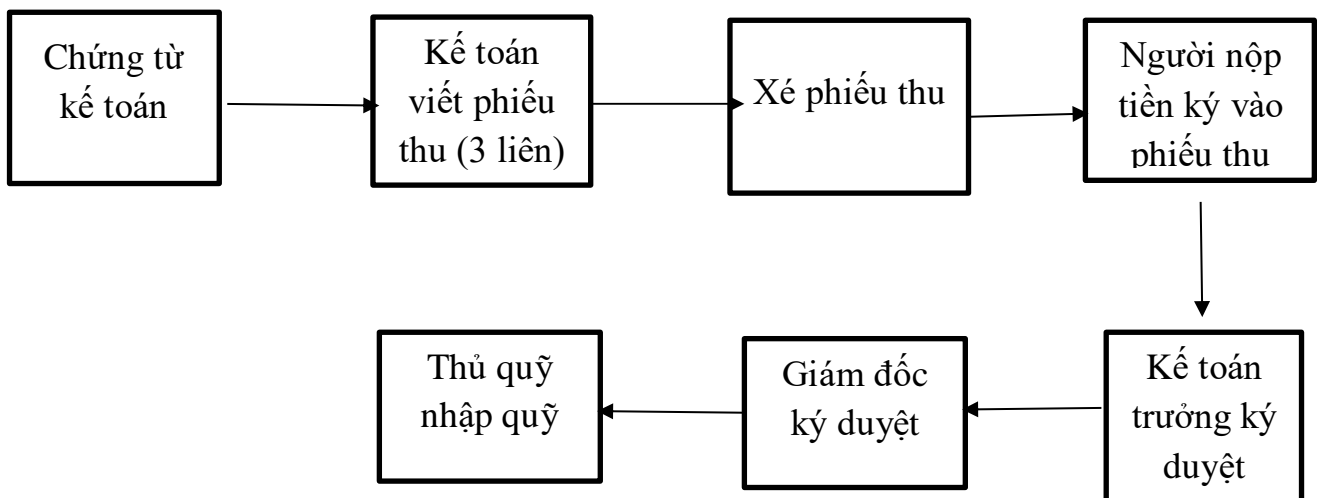 Chứng từ
kế toán
Kế toán
viết phiếu
thu (3 liên)
Xé phiếu thu
Người nộp
tiền ký vào
phiếu thu
Kế toán
trưởng ký
duyệt
Giám đốc
ký duyệt
Thủ quỹ
nhập quỹ